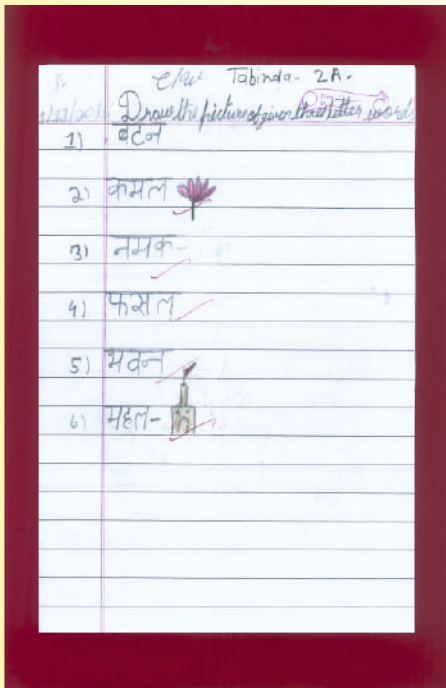 C/W Tabinda- 2A.
Draw the picture of given three letter words
1) बटन
2) कमल
3) नमक-
4) फसल
5) भवन
6) महल-